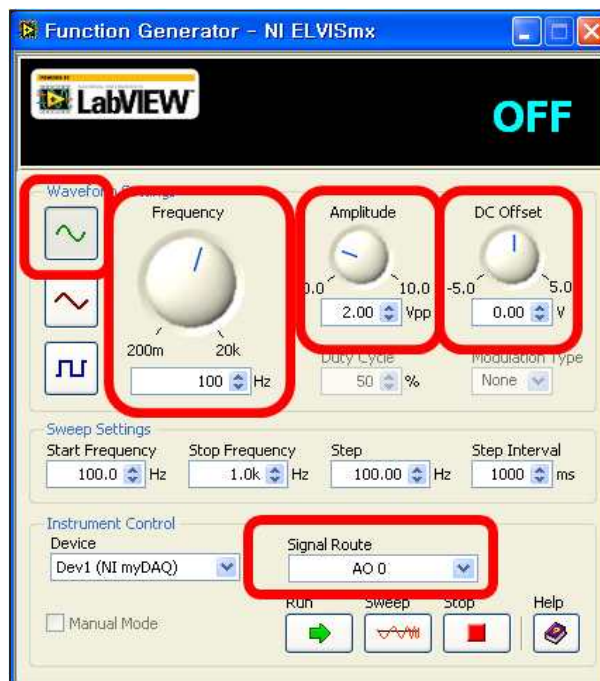 Function Generator - NI ELVISmx
LabVIEW
OFF
Waveform Settings
Frequency
Amplitude
DC Offset
0.0 10.0
-5.0 5.0
2.00 Vpp
0.00 V
200m 20k
100 Hz
Duty Cycle
50 %
Modulation Type
None
Sweep Settings
Start Frequency Stop Frequency Step Step Interval
100.0 Hz 1.0k Hz 100.00 Hz 1000 ms
Instrument Control
Device
Dev1 (NI myDAQ)
Signal Route
AO 0
Manual Mode
Run Sweep Stop Help